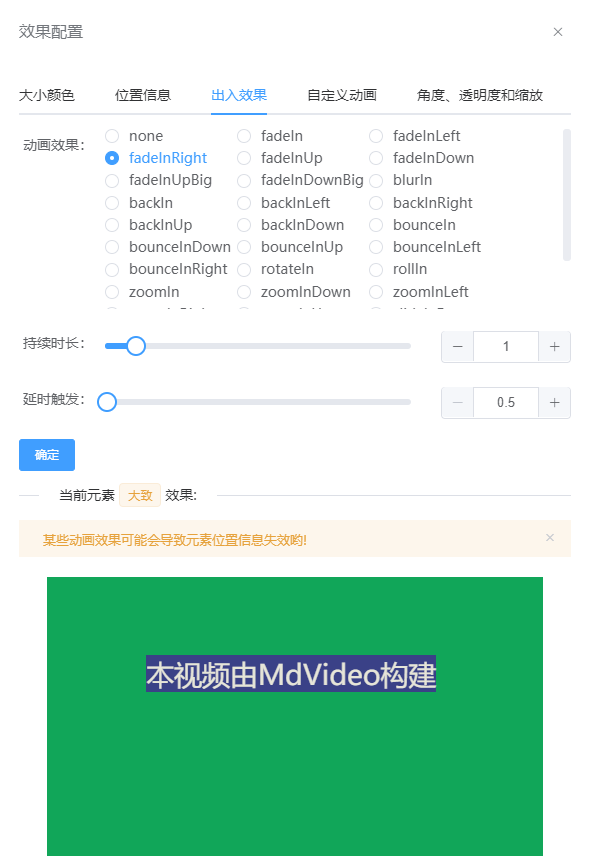 效果配置
大小颜色 位置信息 出入效果 自定义动画 角度、透明度和缩放
动画效果: none fadeIn fadeInLeft
fadeInRight fadeInUp fadeInDown
fadeInUpBig fadeInDownBig blurIn
backIn backInLeft backInRight
backInUp backInDown bounceIn
bounceInDown bounceInUp bounceInLeft
bounceInRight rotateIn rollIn
zoomIn zoomInDown zoomInLeft
持续时长: 1
延时触发: 0.5
确定
当前元素 大致 效果:
某些动画效果可能会导致元素位置信息失效哟!
本视频由MdVideo构建